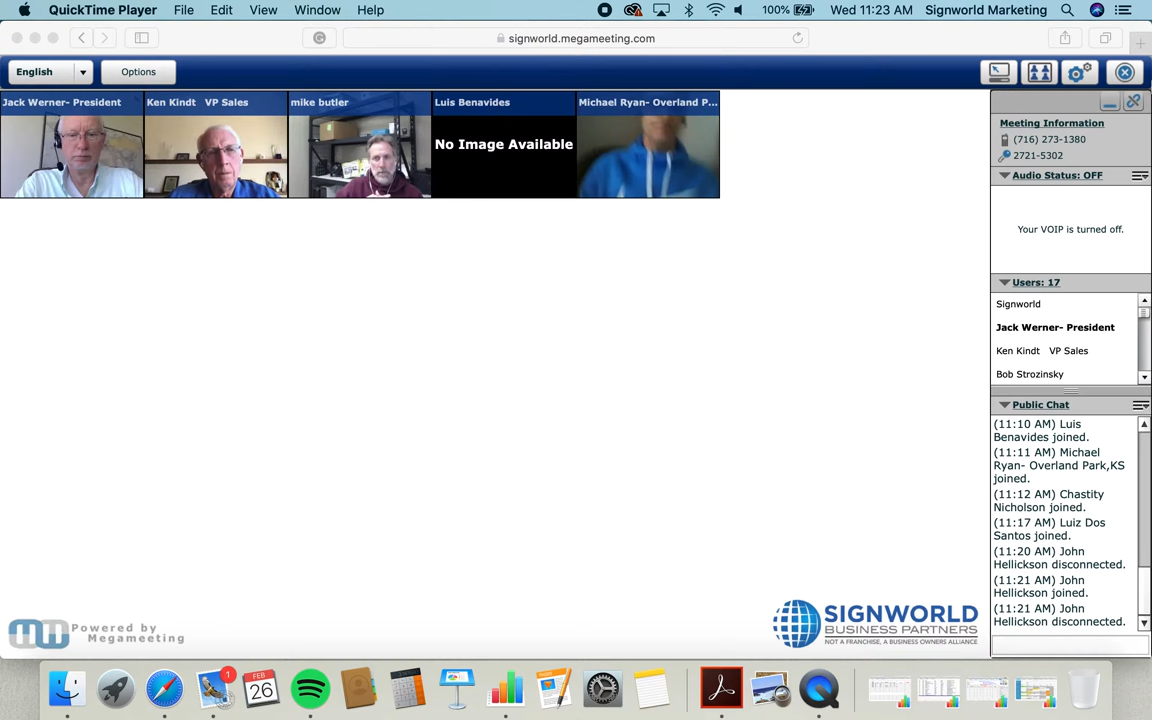 QuickTime Player File Edit View Window Help 100% Wed 11:23 AM Signworld Marketing
signworld.megameeting.com
English Options
Jack Werner- President Ken Kindt VP Sales mike butler Luis Benavides Michael Ryan- Overland P...
No Image Available
Meeting Information
(716) 273-1380
2721-5302
Audio Status: OFF
Your VOIP is turned off.
Users: 17
Signworld
Jack Werner- President
Ken Kindt VP Sales
Bob Strozinsky
Public Chat
(11:10 AM) Luis
Benavides joined.
(11:11 AM) Michael
Ryan- Overland Park,KS
joined.
(11:12 AM) Chastity
Nicholson joined.
(11:17 AM) Luiz Dos
Santos joined.
(11:20 AM) John
Hellickson disconnected.
(11:21 AM) John
Hellickson joined.
(11:21 AM) John
Hellickson disconnected.
Powered by
Megameeting
SIGNWORLD
BUSINESS PARTNERS
NOT A FRANCHISE, A BUSINESS OWNERS ALLIANCE
1
FEB
26